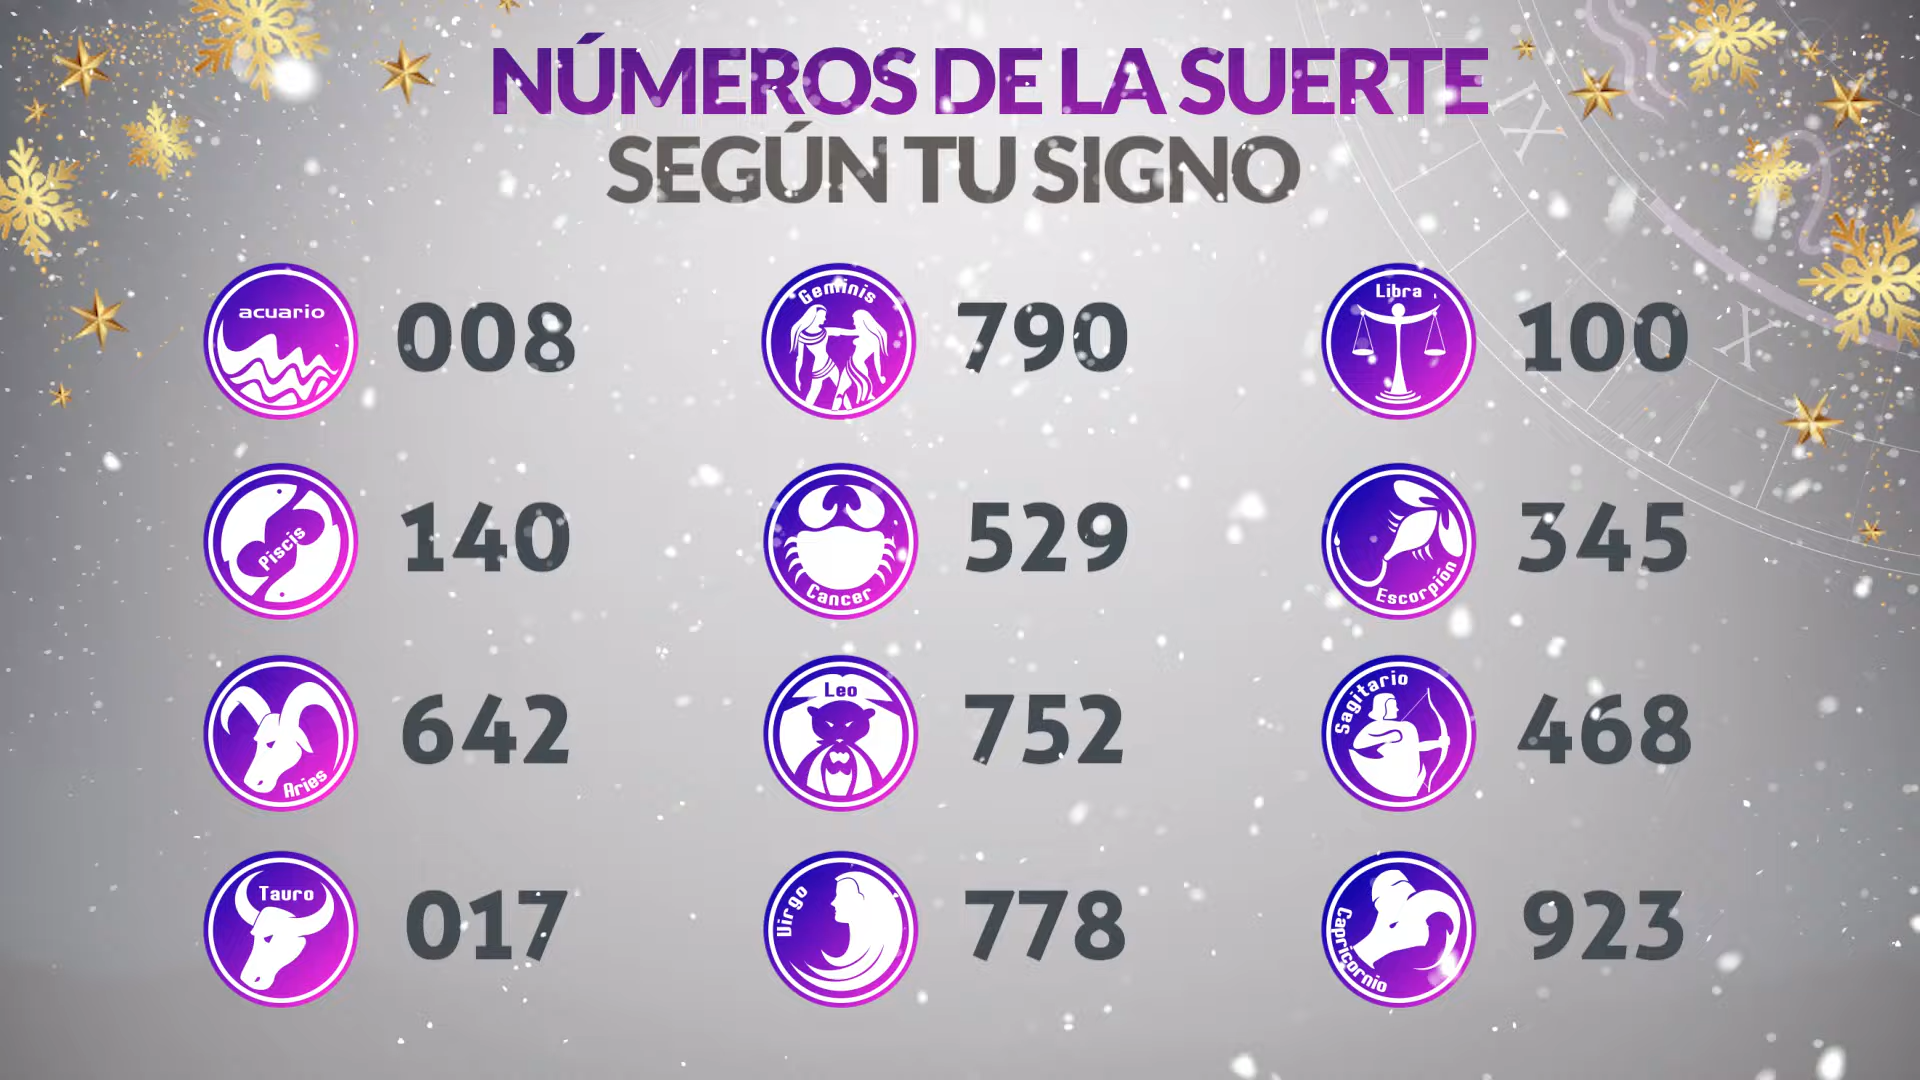 NÚMEROS DE LA SUERTE
SEGÚN TU SIGNO
acuario 008
Geminis 790
Libra 100
Piscis 140
Cancer 529
Escorpión 345
Aries 642
Leo 752
Sagitario 468
Tauro 017
Virgo 778
Capricornio 923
IX
X